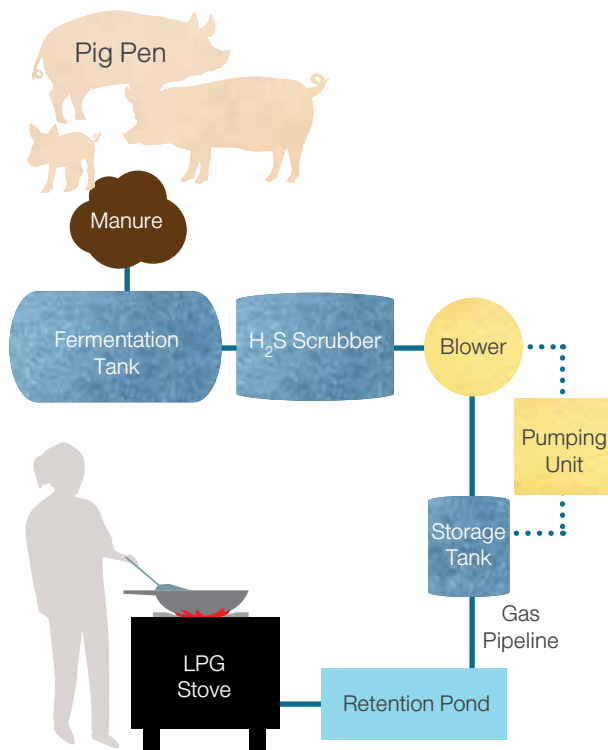 Pig Pen
Manure
Fermentation
Tank
H₂S Scrubber
Blower
Pumping
Unit
Storage
Tank
Gas
Pipeline
LPG
Stove
Retention Pond